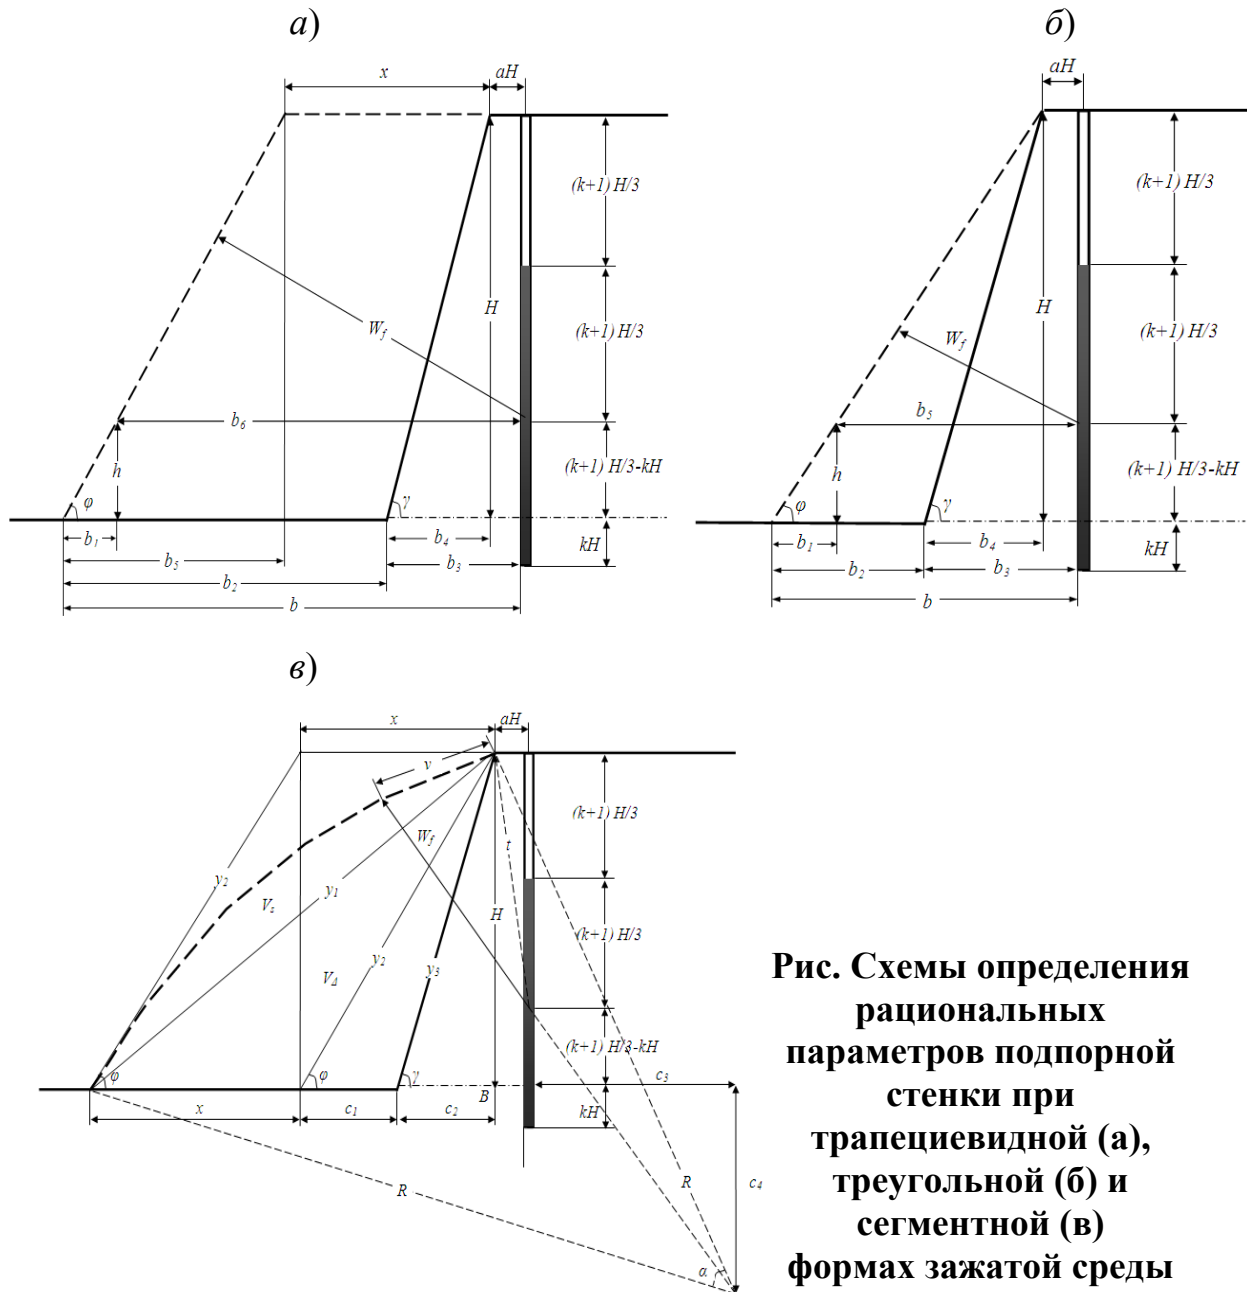 а)
x
aH
(k+1) H/3
H
W_f
(k+1) H/3
b_6
h
(k+1) H/3-kH
φ
γ
b_1
b_4
kH
b_5
b_3
b_2
b
б)
aH
(k+1) H/3
H
W_f
(k+1) H/3
b_5
h
(k+1) H/3-kH
φ
γ
b_1
b_4
kH
b_2
b_3
b
в)
x
aH
v
(k+1) H/3
W_f
t
y_2
y_1
V_s
H
(k+1) H/3
V_Δ
y_2
y_3
(k+1) H/3-kH
φ
φ
γ
B
c_3
x
c_1
c_2
kH
R
R
c_4
α
Рис. Схемы определения
рациональных
параметров подпорной
стенки при
трапециевидной (а),
треугольной (б) и
сегментной (в)
формах зажатой среды